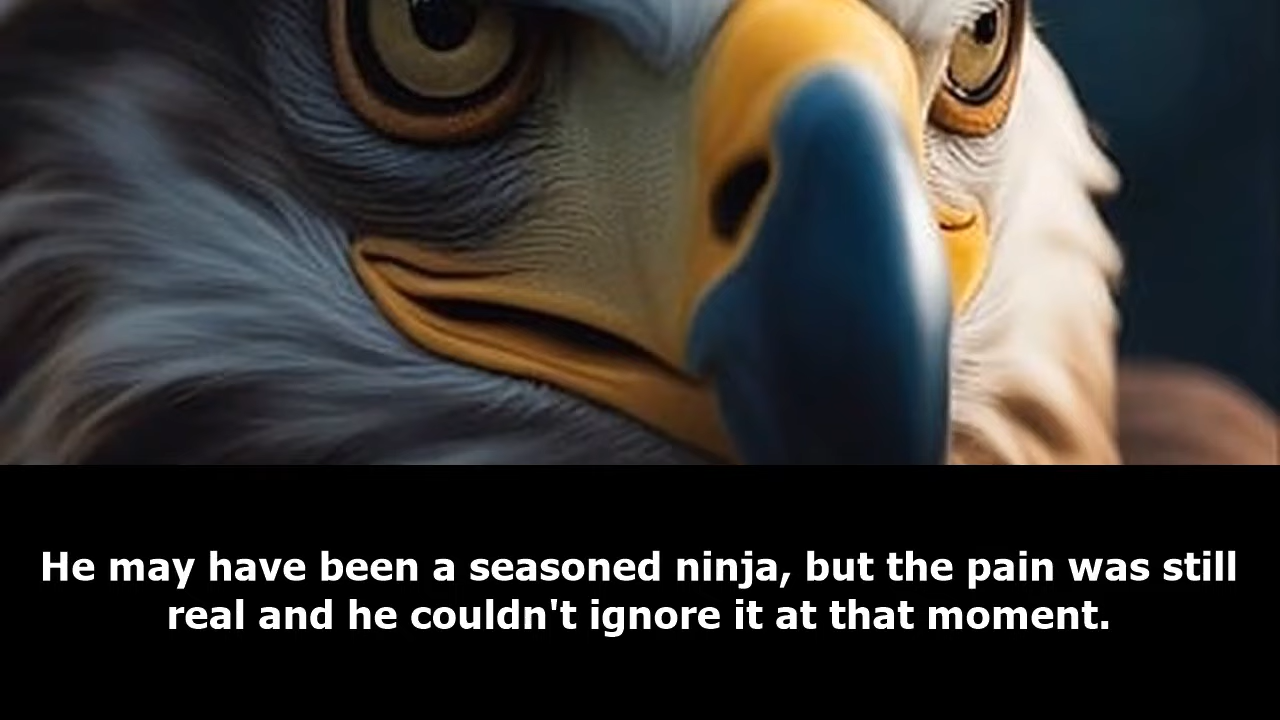 He may have been a seasoned ninja, but the pain was still
real and he couldn't ignore it at that moment.